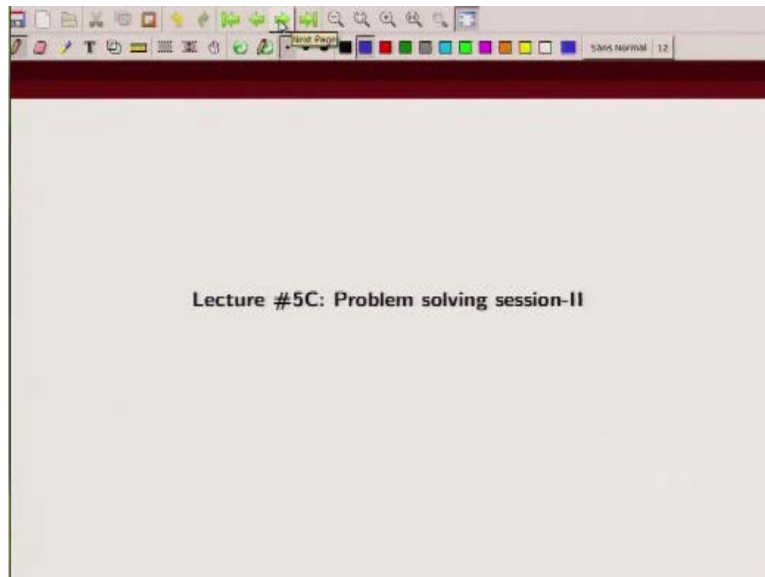 Next Page
Sans Normal 12
Lecture #5C: Problem solving session-II